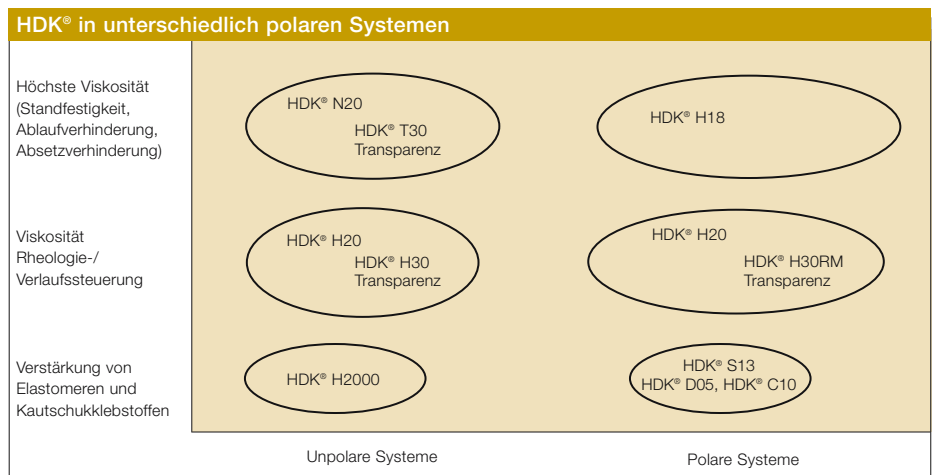 HDK® in unterschiedlich polaren Systemen
Höchste Viskosität
(Standfestigkeit,
Ablaufverhinderung,
Absetzverhinderung)
HDK® N20
HDK® T30
Transparenz
HDK® H18
Viskosität
Rheologie-/
Verlaufssteuerung
HDK® H20
HDK® H30
Transparenz
HDK® H20
HDK® H30RM
Transparenz
Verstärkung von
Elastomeren und
Kautschukklebstoffen
HDK® H2000
HDK® S13
HDK® D05, HDK® C10
Unpolare Systeme
Polare Systeme